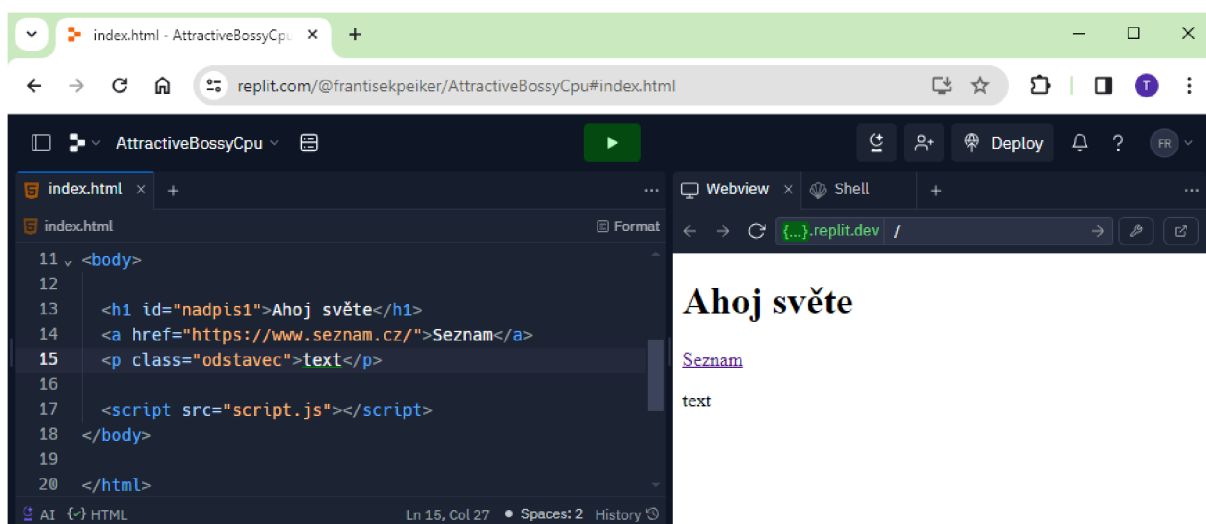 index.html - AttractiveBossyCpu
replit.com/@frantisekpeiker/AttractiveBossyCpu#index.html
T
AttractiveBossyCpu
Deploy
?
FR
index.html × +
Webview × Shell +
index.html
Format
{...}.replit.dev /
11 <body>
12
13 <h1 id="nadpis1">Ahoj světe</h1>
14 <a href="https://www.seznam.cz/">Seznam</a>
15 <p class="odstavec">text</p>
16
17 <script src="script.js"></script>
18 </body>
19
20 </html>
AI {✓} HTML
Ln 15, Col 27 • Spaces: 2 History
Ahoj světe
Seznam
text